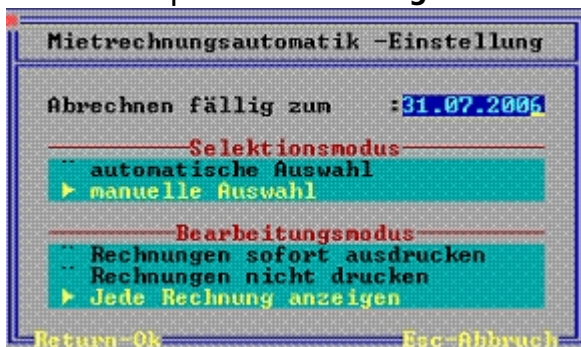 Mietrechnungsautomatik -Einstellung
Abrechnen fällig zum :31.07.2006
Selektionsmodus
¨ automatische Auswahl
► manuelle Auswahl
Bearbeitungsmodus
¨ Rechnungen sofort ausdrucken
¨ Rechnungen nicht drucken
► Jede Rechnung anzeigen
Return-Ok Esc-Abbruch